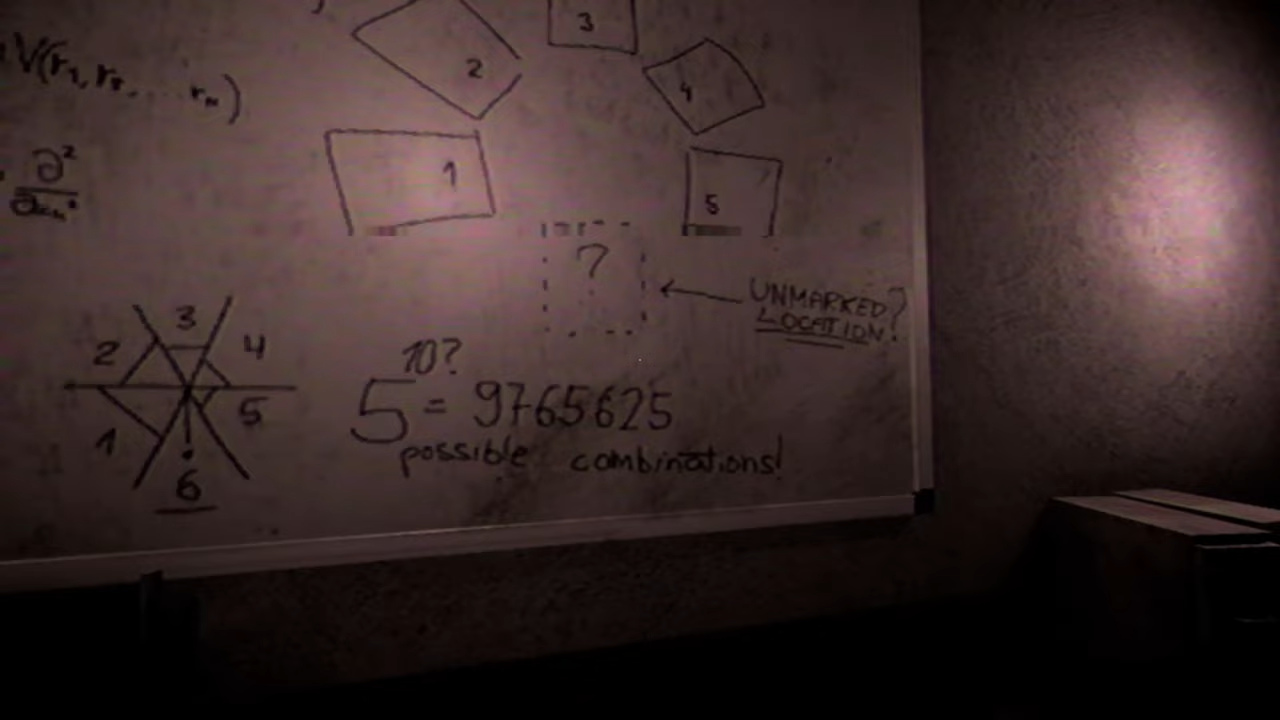 V(r₁, r₂, .... rₙ)
3
2
4
∂²
1
5
?
UNMARKED?
LOCATION!
3
2
4
10?
5 = 9765625
5
1
possible combinations!
6